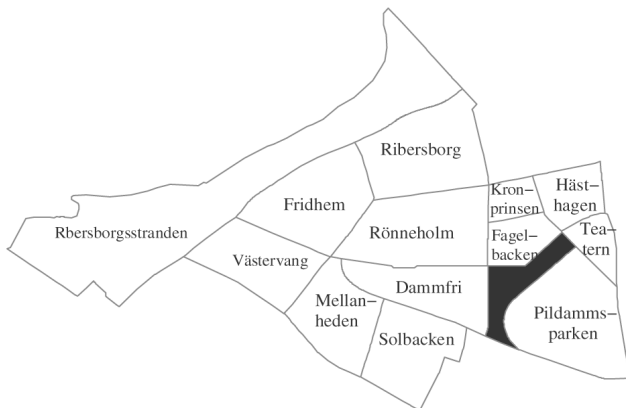 Ribersborg
Kron–
prinsen
Häst–
hagen
Fridhem
Rbersborgsstranden
Rönneholm
Fagel–
backen
Tea–
tern
Västervang
Dammfri
Mellan–
heden
Pildamms–
parken
Solbacken